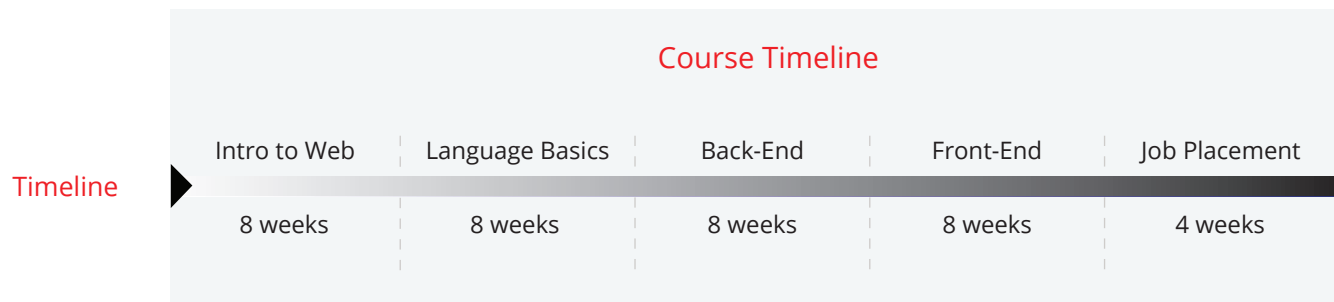 Course Timeline
Intro to Web
Language Basics
Back-End
Front-End
Job Placement
Timeline
8 weeks
8 weeks
8 weeks
8 weeks
4 weeks